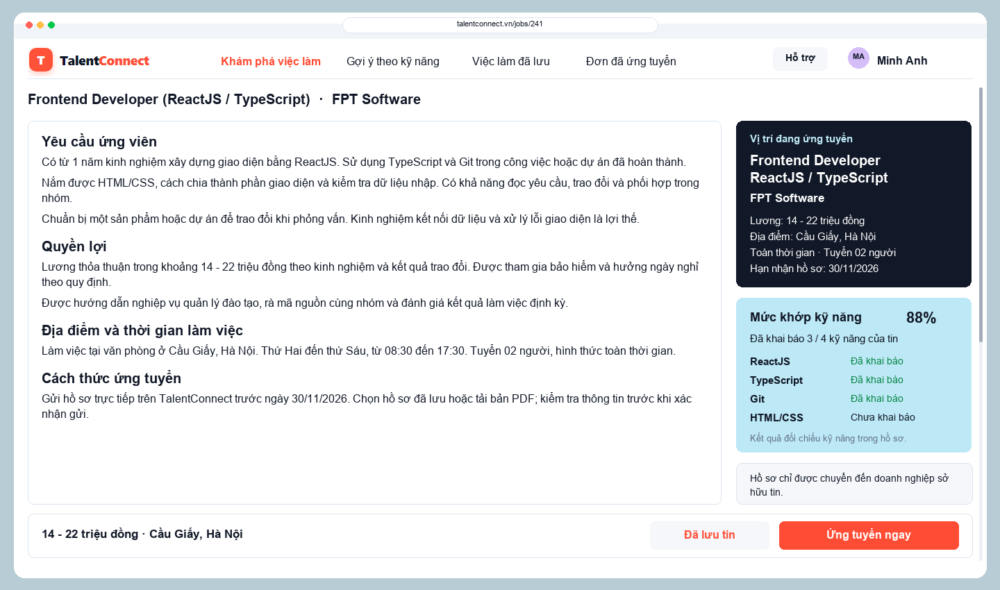 talentconnect.vn/jobs/241
T TalentConnect
Khám phá việc làm
Gợi ý theo kỹ năng
Việc làm đã lưu
Đơn đã ứng tuyển
Hỗ trợ
MA
Minh Anh
Frontend Developer (ReactJS / TypeScript) · FPT Software
Yêu cầu ứng viên
Có từ 1 năm kinh nghiệm xây dựng giao diện bằng ReactJS. Sử dụng TypeScript và Git trong công việc hoặc dự án đã hoàn thành.
Nắm được HTML/CSS, cách chia thành phần giao diện và kiểm tra dữ liệu nhập. Có khả năng đọc yêu cầu, trao đổi và phối hợp trong
nhóm.
Chuẩn bị một sản phẩm hoặc dự án để trao đổi khi phỏng vấn. Kinh nghiệm kết nối dữ liệu và xử lý lỗi giao diện là lợi thế.
Quyền lợi
Lương thỏa thuận trong khoảng 14 - 22 triệu đồng theo kinh nghiệm và kết quả trao đổi. Được tham gia bảo hiểm và hưởng ngày nghỉ
theo quy định.
Được hướng dẫn nghiệp vụ quản lý đào tạo, rà mã nguồn cùng nhóm và đánh giá kết quả làm việc định kỳ.
Địa điểm và thời gian làm việc
Làm việc tại văn phòng ở Cầu Giấy, Hà Nội. Thứ Hai đến thứ Sáu, từ 08:30 đến 17:30. Tuyển 02 người, hình thức toàn thời gian.
Cách thức ứng tuyển
Gửi hồ sơ trực tiếp trên TalentConnect trước ngày 30/11/2026. Chọn hồ sơ đã lưu hoặc tải bản PDF; kiểm tra thông tin trước khi xác
nhận gửi.
Vị trí đang ứng tuyển
Frontend Developer
ReactJS / TypeScript
FPT Software
Lương: 14 - 22 triệu đồng
Địa điểm: Cầu Giấy, Hà Nội
Toàn thời gian · Tuyển 02 người
Hạn nhận hồ sơ: 30/11/2026
Mức khớp kỹ năng 88%
Đã khai báo 3 / 4 kỹ năng của tin
ReactJS Đã khai báo
TypeScript Đã khai báo
Git Đã khai báo
HTML/CSS Chưa khai báo
Kết quả đối chiếu kỹ năng trong hồ sơ.
Hồ sơ chỉ được chuyển đến doanh nghiệp sở
hữu tin.
14 - 22 triệu đồng · Cầu Giấy, Hà Nội
Đã lưu tin
Ứng tuyển ngay